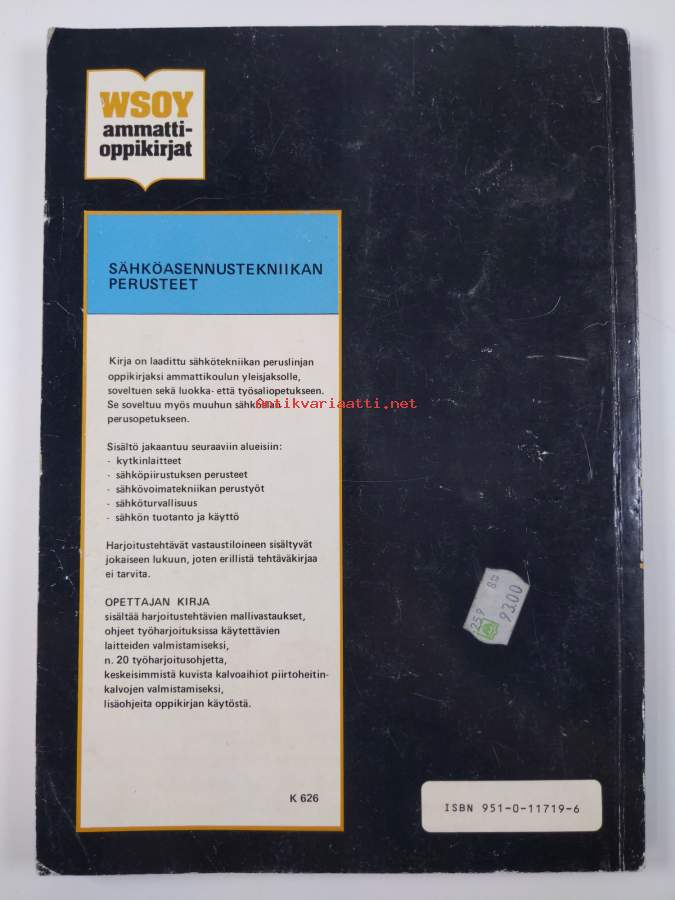 WSOY
ammatti-
oppikirjat
SÄHKÖASENNUSTEKNIIKAN
PERUSTEET
Kirja on laadittu sähkötekniikan peruslinjan
oppikirjaksi ammattikoulun yleisjaksolle,
soveltuen sekä luokka- että työsaliopetukseen.
Se soveltuu myös muuhun sähköalan
Antikvariaatti.net
perusopetukseen.
Sisältö jakaantuu seuraaviin alueisiin:
- kytkinlaitteet
- sähköpiirustuksen perusteet
- sähkövoimatekniikan perustyöt
- sähköturvallisuus
- sähkön tuotanto ja käyttö
Harjoitustehtävät vastaustiloineen sisältyvät
jokaiseen lukuun, joten erillistä tehtäväkirjaa
ei tarvita.
OPETTAJAN KIRJA
sisältää harjoitustehtävien mallivastaukset,
ohjeet työharjoituksissa käytettävien
laitteiden valmistamiseksi,
n. 20 työharjoitusohjetta,
keskeisimmistä kuvista kalvoaihiot piirtoheitin-
kalvojen valmistamiseksi,
lisäohjeita oppikirjan käytöstä.
K 626
259 80
93.00
ISBN 951-0-11719-6